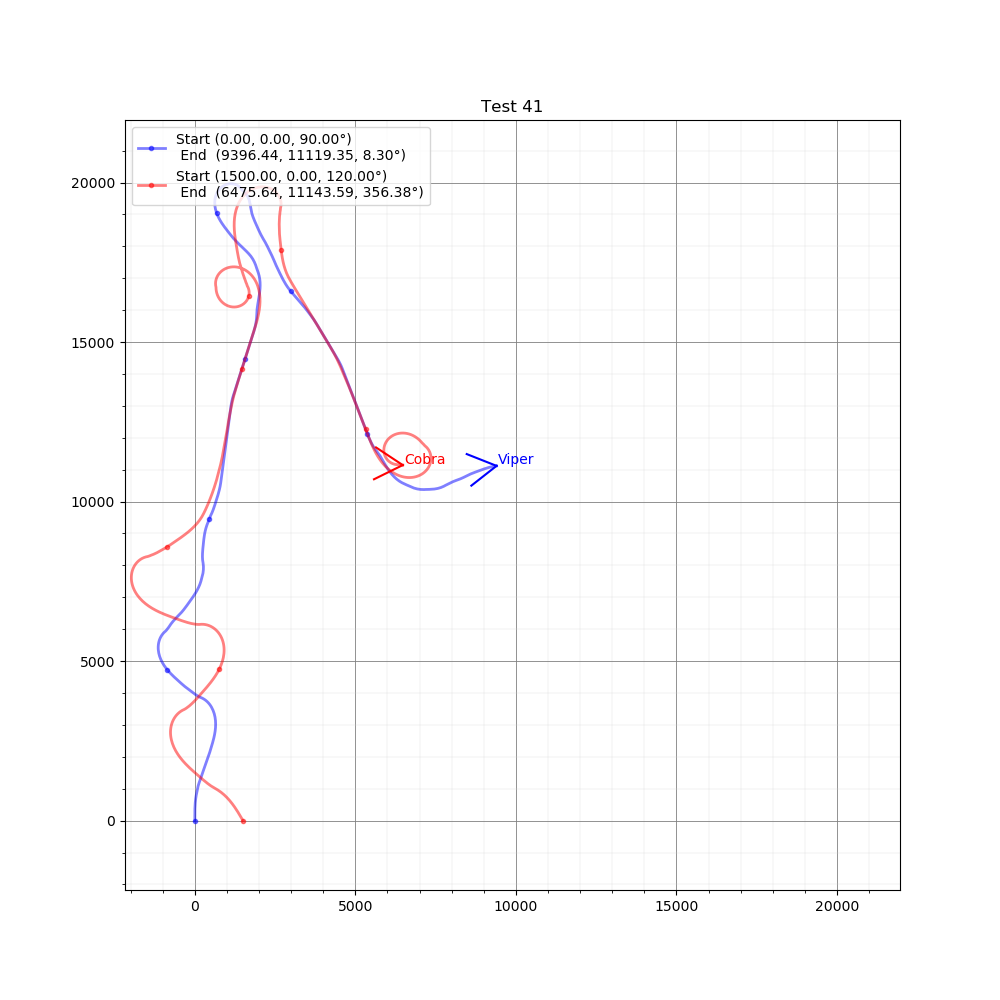 Test 41
Start (0.00, 0.00, 90.00°)
End  (9396.44, 11119.35, 8.30°)
Start (1500.00, 0.00, 120.00°)
End  (6475.64, 11143.59, 356.38°)
20000
15000
Cobra
Viper
10000
5000
0
0 5000 10000 15000 20000